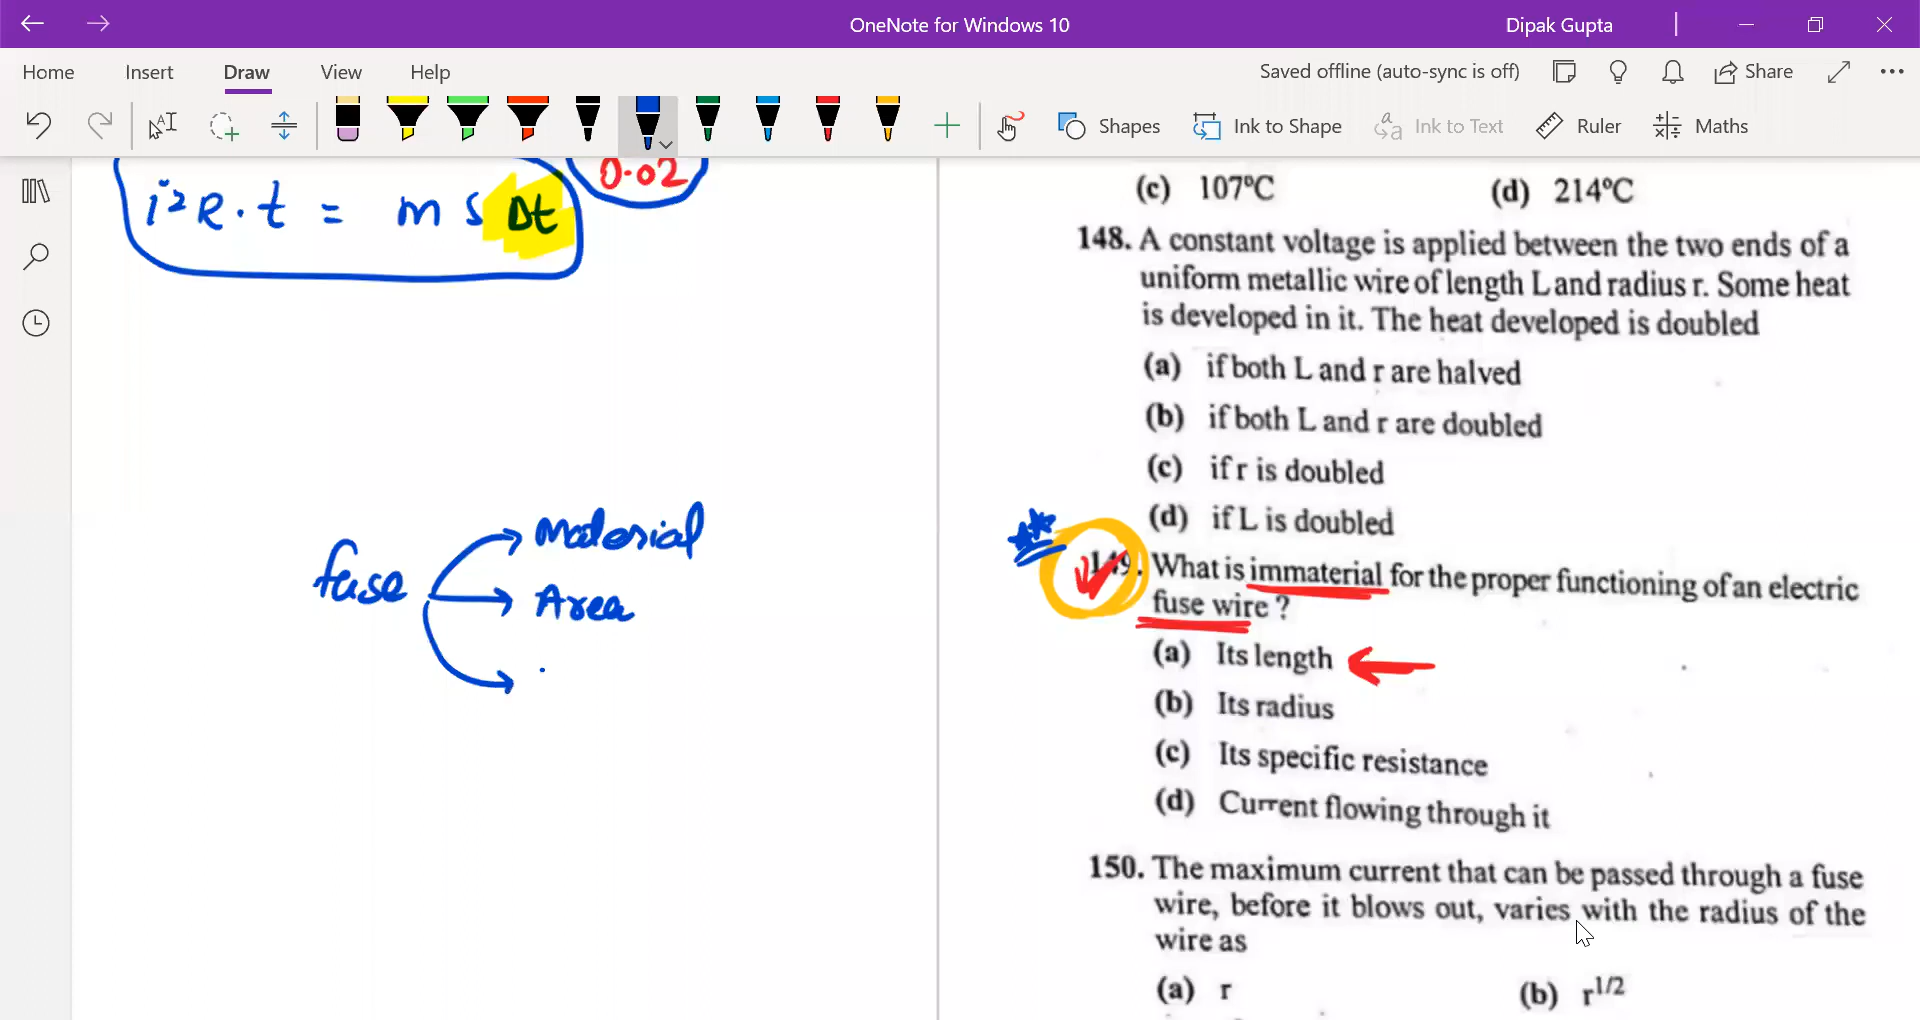 OneNote for Windows 10
Dipak Gupta
Home Insert Draw View Help
Saved offline (auto-sync is off)
Share
Shapes
Ink to Shape
Ink to Text
Ruler
Maths
0.02
i²R.t = m s Δt
fuse
Material
Area
(c) 107ºC (d) 214ºC
148. A constant voltage is applied between the two ends of a
uniform metallic wire of length L and radius r. Some heat
is developed in it. The heat developed is doubled
(a) if both L and r are halved
(b) if both L and r are doubled
(c) if r is doubled
(d) if L is doubled
149. What is immaterial for the proper functioning of an electric
fuse wire ?
(a) Its length
(b) Its radius
(c) Its specific resistance
(d) Current flowing through it
150. The maximum current that can be passed through a fuse
wire, before it blows out, varies with the radius of the
wire as
(a) r (b) r^1/2